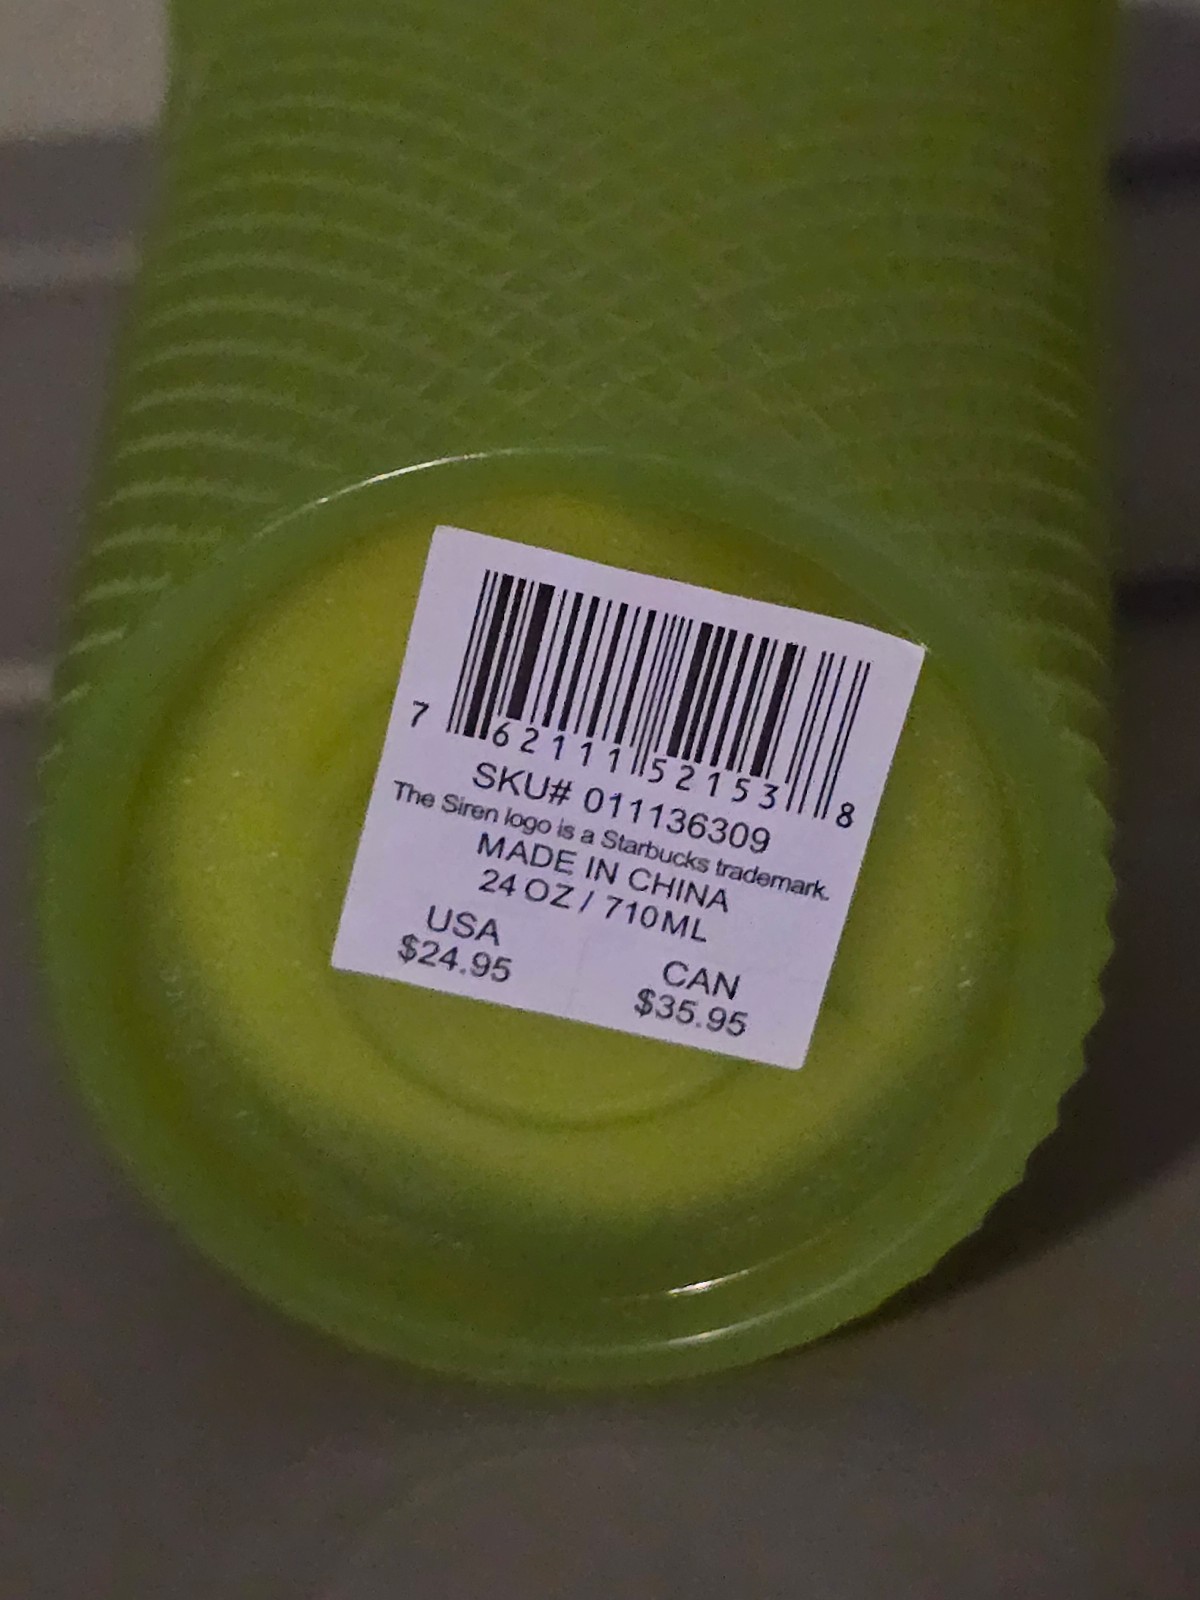 7 62111 52153 8
SKU# 011136309
The Siren logo is a Starbucks trademark.
MADE IN CHINA
24 OZ / 710ML
USA CAN
$24.95 $35.95